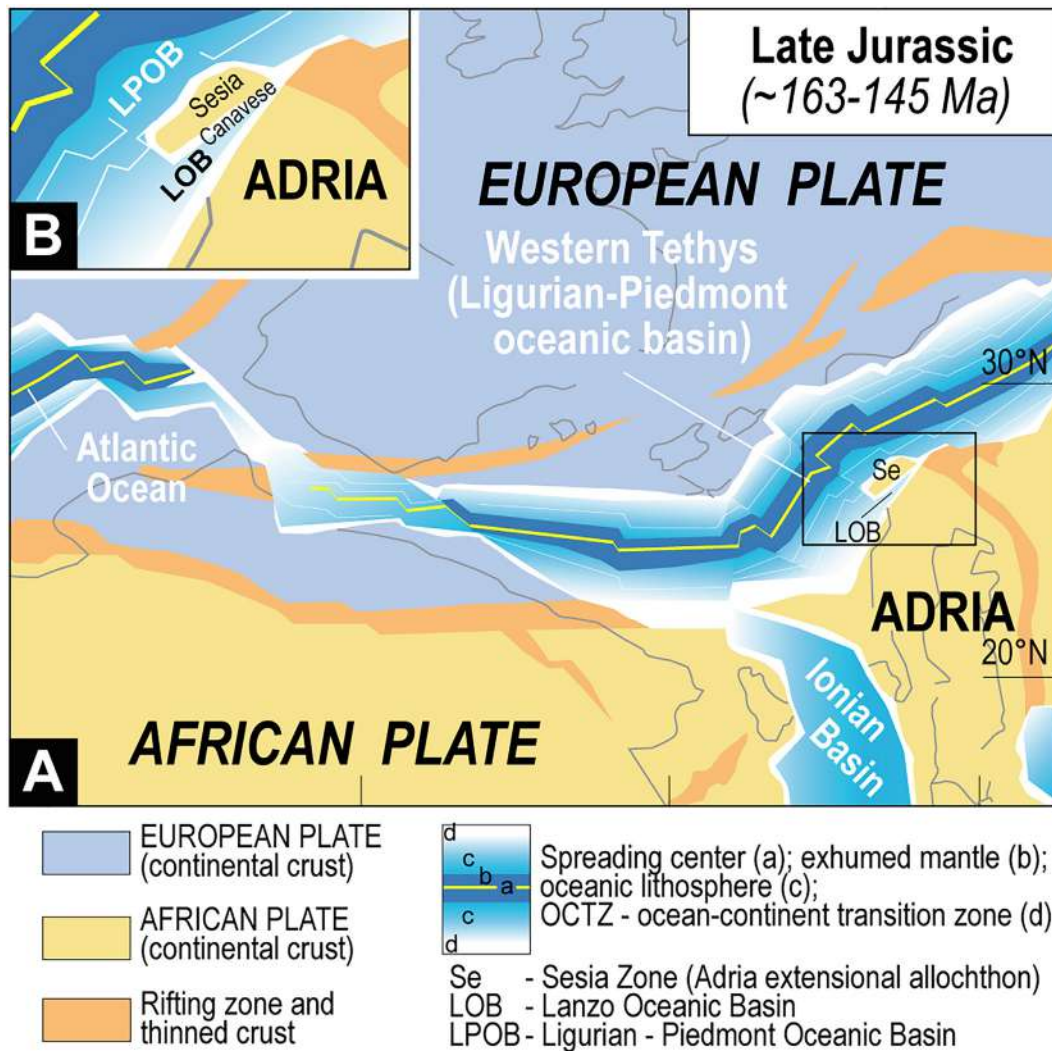 Late Jurassic
(~163-145 Ma)
LPOB
Sesia
Canavese
LOB
ADRIA
B
EUROPEAN PLATE
Western Tethys
(Ligurian-Piedmont
oceanic basin)
30°N
Atlantic
Ocean
Se
LOB
ADRIA
20°N
Ionian
Basin
AFRICAN PLATE
A
EUROPEAN PLATE
(continental crust)
AFRICAN PLATE
(continental crust)
Rifting zone and
thinned crust
d
c
b
a
c
d
Spreading center (a); exhumed mantle (b);
oceanic lithosphere (c);
OCTZ - ocean-continent transition zone (d)
Se - Sesia Zone (Adria extensional allochthon)
LOB - Lanzo Oceanic Basin
LPOB - Ligurian - Piedmont Oceanic Basin